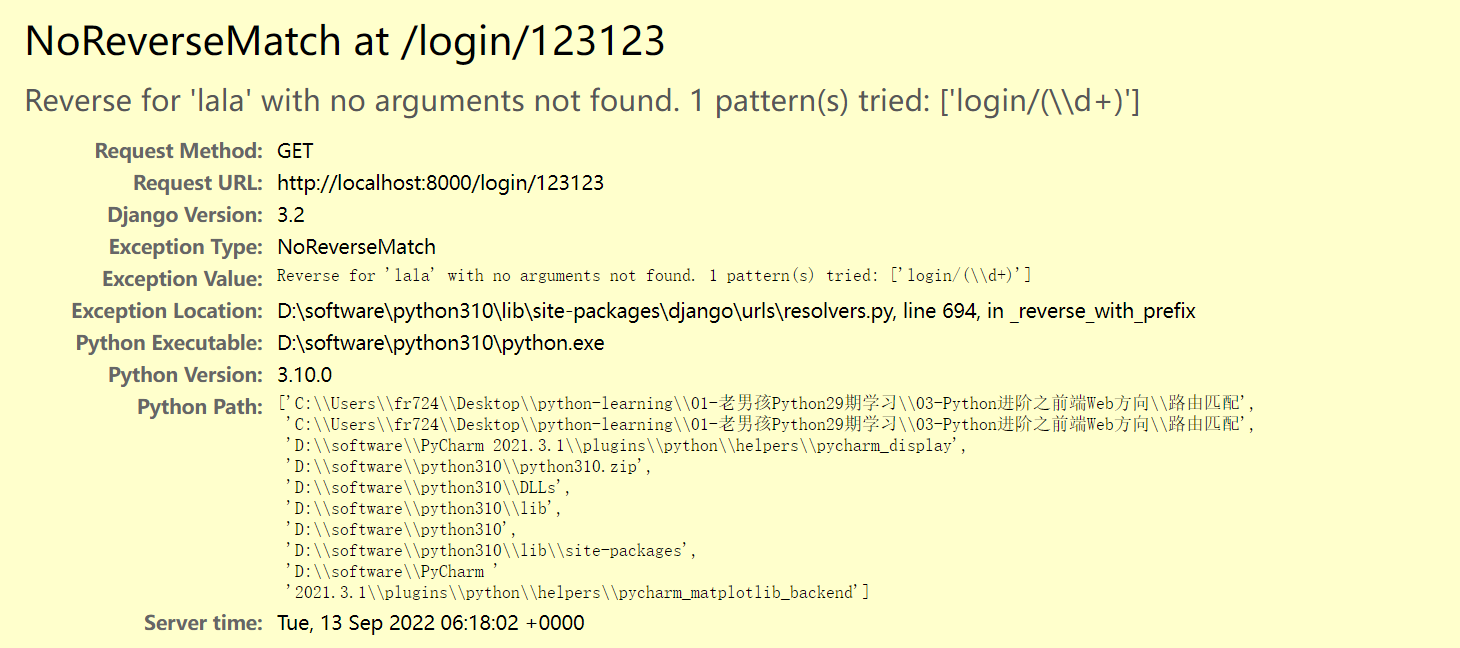 NoReverseMatch at /login/123123
Reverse for 'lala' with no arguments not found. 1 pattern(s) tried: ['login/(\\d+)']
Request Method: GET
Request URL: http://localhost:8000/login/123123
Django Version: 3.2
Exception Type: NoReverseMatch
Exception Value: Reverse for 'lala' with no arguments not found. 1 pattern(s) tried: ['login/(\\d+)']
Exception Location: D:\software\python310\lib\site-packages\django\urls\resolvers.py, line 694, in _reverse_with_prefix
Python Executable: D:\software\python310\python.exe
Python Version: 3.10.0
Python Path: ['C:\\Users\\fr724\\Desktop\\python-learning\\01-老男孩Python29期学习\\03-Python进阶之前端Web方向\\路由匹配',
'C:\\Users\\fr724\\Desktop\\python-learning\\01-老男孩Python29期学习\\03-Python进阶之前端Web方向\\路由匹配',
'D:\\software\\PyCharm 2021.3.1\\plugins\\python\\helpers\\pycharm_display',
'D:\\software\\python310\\python310.zip',
'D:\\software\\python310\\DLLs',
'D:\\software\\python310\\lib',
'D:\\software\\python310',
'D:\\software\\python310\\lib\\site-packages',
'D:\\software\\PyCharm '
'2021.3.1\\plugins\\python\\helpers\\pycharm_matplotlib_backend']
Server time: Tue, 13 Sep 2022 06:18:02 +0000